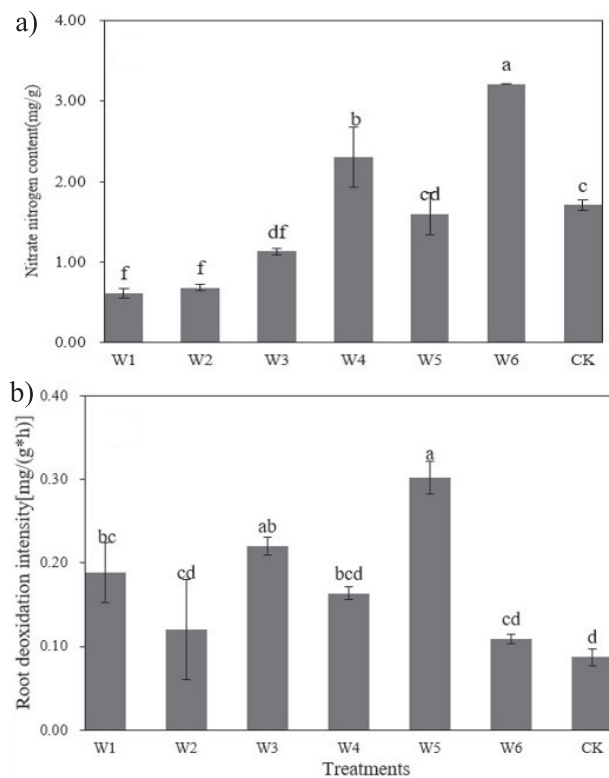 a)
Nitrate nitrogen content(mg/g)
4.00
3.00
2.00
1.00
0.00
f
f
df
b
cd
a
c
W1 W2 W3 W4 W5 W6 CK
b)
Root deoxidation intensity[mg/(g*h)]
0.40
0.30
0.20
0.10
0.00
bc
cd
ab
bcd
a
cd
d
W1 W2 W3 W4 W5 W6 CK
Treatments